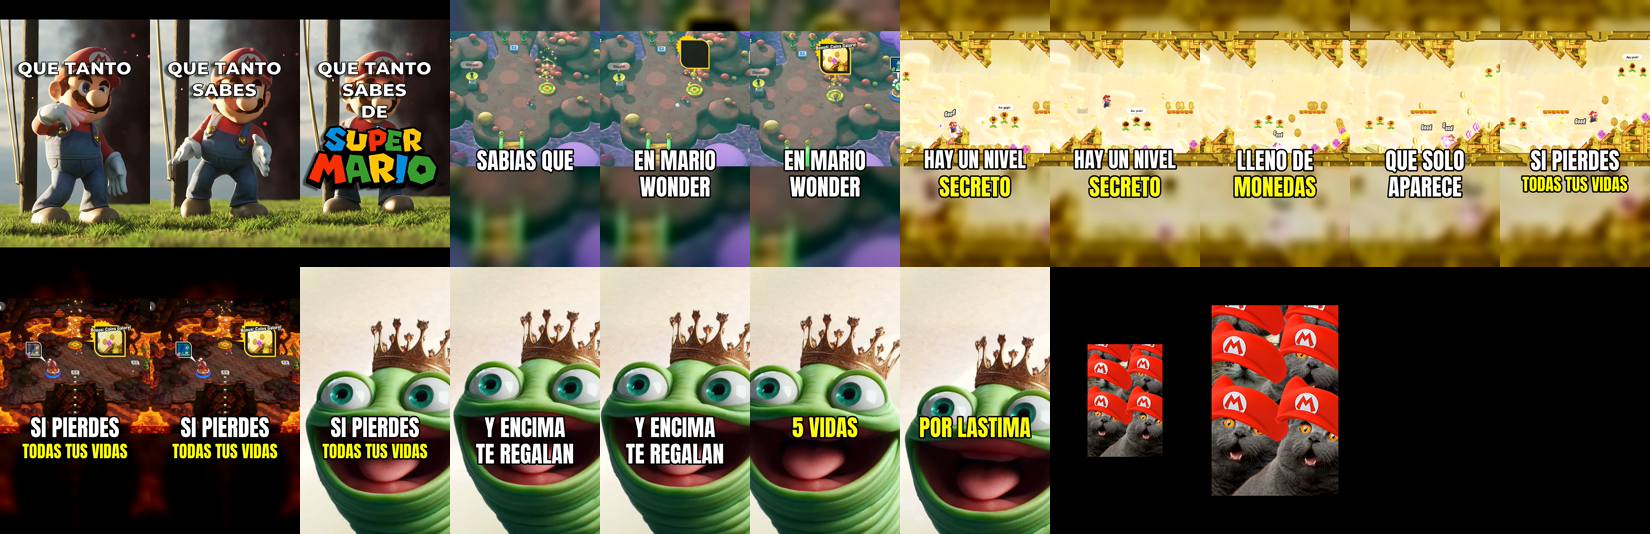 QUE TANTO
QUE TANTO
SABES
QUE TANTO
SABES
DE
SUPER
MARIO
SABIAS QUE
EN MARIO
WONDER
EN MARIO
WONDER
HAY UN NIVEL
SECRETO
HAY UN NIVEL
SECRETO
LLENO DE
MONEDAS
QUE SOLO
APARECE
SI PIERDES
TODAS TUS VIDAS
SI PIERDES
TODAS TUS VIDAS
SI PIERDES
TODAS TUS VIDAS
SI PIERDES
TODAS TUS VIDAS
Y ENCIMA
TE REGALAN
Y ENCIMA
TE REGALAN
5 VIDAS
POR LASTIMA